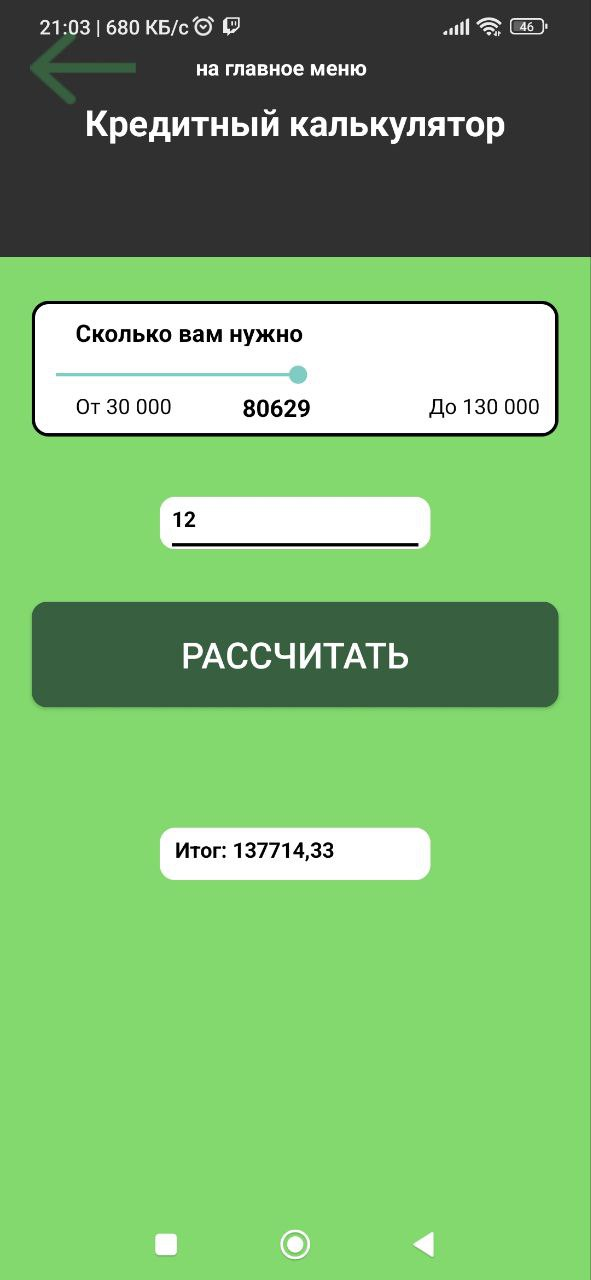 21:03 | 680 КБ/с 46
на главное меню
Кредитный калькулятор
Сколько вам нужно
От 30 000 80629 До 130 000
12
РАССЧИТАТЬ
Итог: 137714,33